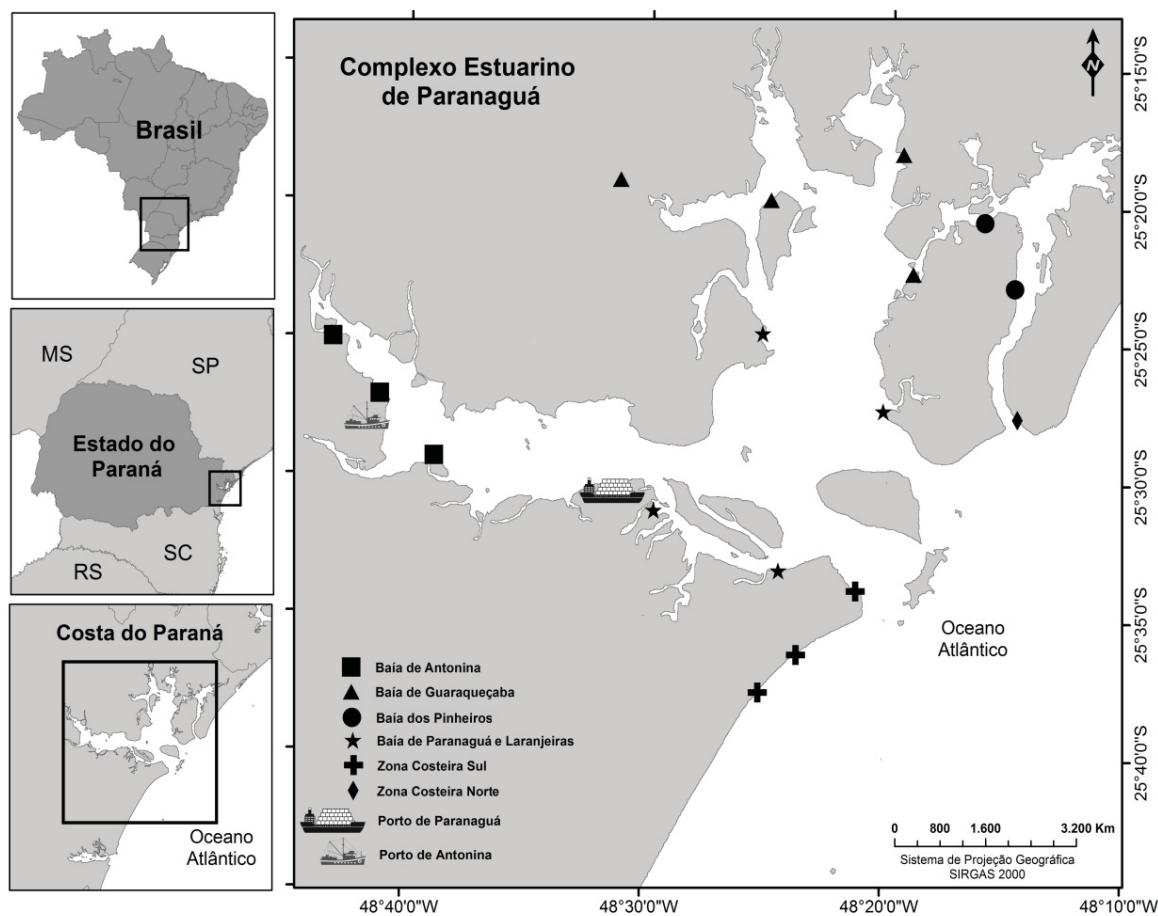 Brasil
MS
SP
Estado do
Paraná
SC
RS
Costa do Paraná
Oceano
Atlântico
Complexo Estuarino
de Paranaguá
N
25°15'0"S
25°20'0"S
25°25'0"S
25°30'0"S
25°35'0"S
25°40'0"S
Oceano
Atlântico
Baía de Antonina
Baía de Guaraqueçaba
Baía dos Pinheiros
Baía de Paranaguá e Laranjeiras
Zona Costeira Sul
Zona Costeira Norte
Porto de Paranaguá
Porto de Antonina
0 800 1.600 3.200 Km
Sistema de Projeção Geográfica
SIRGAS 2000
48°40'0"W 48°30'0"W 48°20'0"W 48°10'0"W